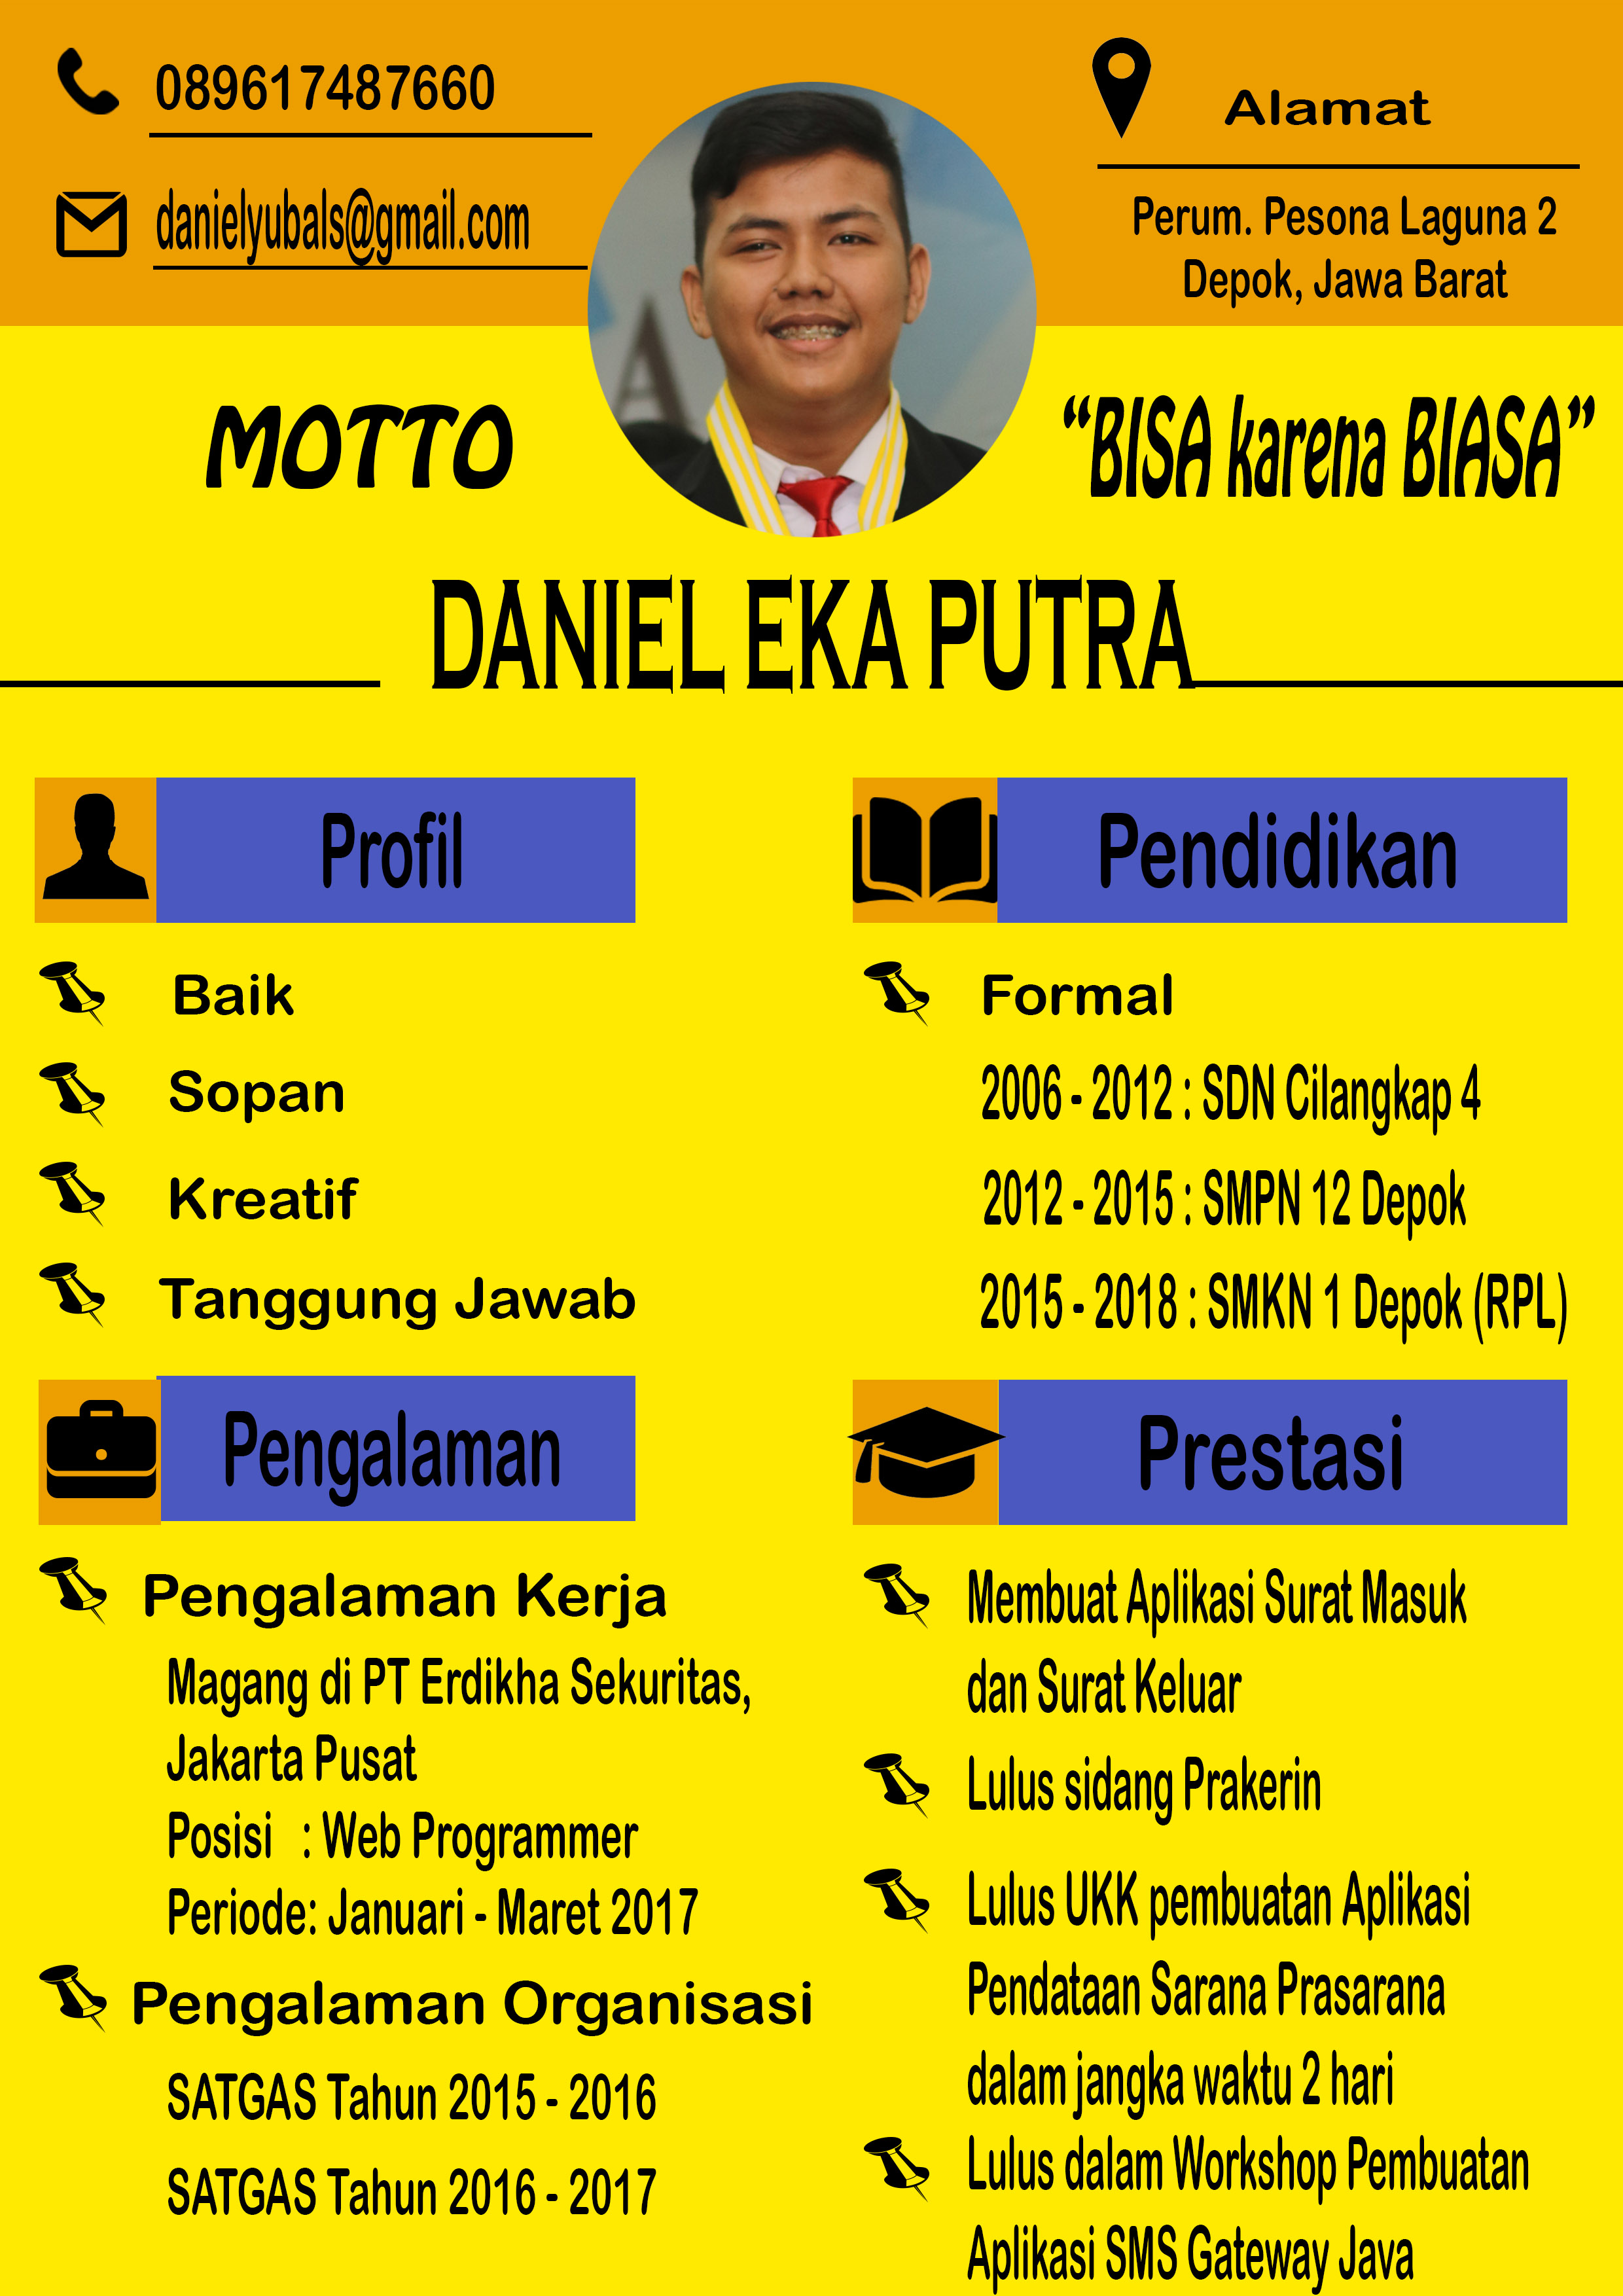 089617487660
danielyubals@gmail.com
Alamat
Perum. Pesona Laguna 2
Depok, Jawa Barat
A
MOTTO
“BISA karena BIASA”
DANIEL EKA PUTRA
Profil
Baik
Sopan
Kreatif
Tanggung Jawab
Pendidikan
Formal
2006 - 2012 : SDN Cilangkap 4
2012 - 2015 : SMPN 12 Depok
2015 - 2018 : SMKN 1 Depok (RPL)
Pengalaman
Pengalaman Kerja
Magang di PT Erdikha Sekuritas,
Jakarta Pusat
Posisi : Web Programmer
Periode: Januari - Maret 2017
Pengalaman Organisasi
SATGAS Tahun 2015 - 2016
SATGAS Tahun 2016 - 2017
Prestasi
Membuat Aplikasi Surat Masuk
dan Surat Keluar
Lulus sidang Prakerin
Lulus UKK pembuatan Aplikasi
Pendataan Sarana Prasarana
dalam jangka waktu 2 hari
Lulus dalam Workshop Pembuatan
Aplikasi SMS Gateway Java